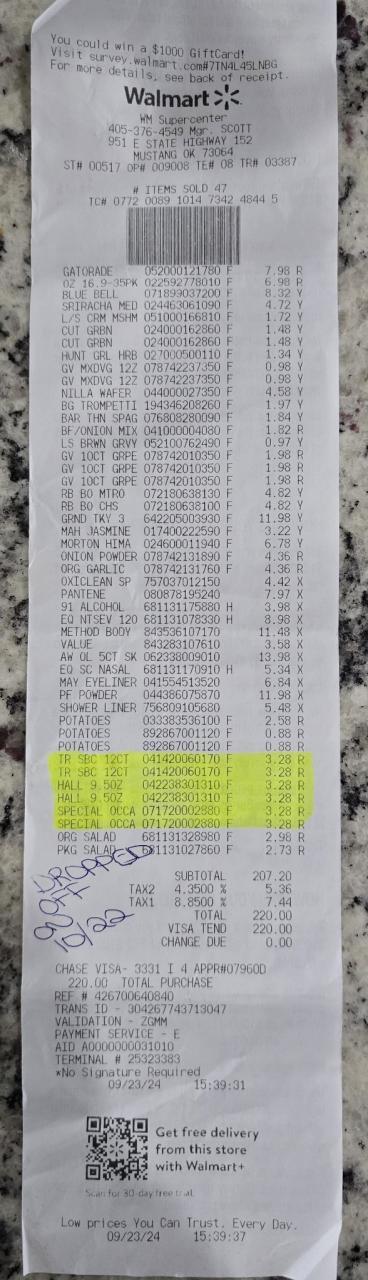 You could win a $1000 GiftCard!
Visit survey.walmart.com#7TN4L45LNBG
For more details, see back of receipt.
Walmart
WM Supercenter
405-376-4549 Mgr. SCOTT
951 E STATE HIGHWAY 152
MUSTANG OK 73064
ST# 00517 OP# 009008 TE# 08 TR# 03387
# ITEMS SOLD 47
TC# 0772 0089 1014 7342 4844 5
GATORADE 052000121780 F 7.98 R
OZ 16.9-35PK 022592778010 F 6.98 R
BLUE BELL 071899037200 F 8.32 Y
SRIRACHA MED 024463061090 F 4.72 Y
L/S CRM MSHM 051000166810 F 1.72 Y
CUT GRBN 024000162860 F 1.48 Y
CUT GRBN 024000162860 F 1.48 Y
HUNT GRL HRB 027000500110 F 1.34 Y
GV MXDVG 12Z 078742237350 F 0.98 Y
GV MXDVG 12Z 078742237350 F 0.98 Y
NILLA WAFER 044000027350 F 4.58 Y
BG TROMPETTI 194346208260 F 1.97 Y
BAR THN SPAG 076808280090 F 1.84 Y
BF/ONION MIX 041000004080 F 1.82 R
LS BRWN GRVY 052100762490 F 0.97 Y
GV 10CT GRPE 078742010350 F 1.98 R
GV 10CT GRPE 078742010350 F 1.98 R
GV 10CT GRPE 078742010350 F 1.98 R
RB BO MTRO 072180638130 F 4.82 Y
RB BO CHS 072180638100 F 4.82 Y
GRND TKY 3 642205003930 F 11.98 Y
MAH JASMINE 017400222590 F 3.22 Y
MORTON HIMA 024600011940 F 6.78 Y
ONION POWDER 078742131890 F 4.36 R
ORG GARLIC 078742131760 F 4.36 R
OXICLEAN SP 757037012150 4.42 X
PANTENE 080878195240 7.97 X
91 ALCOHOL 681131175880 H 3.98 X
EQ NTSEV 120 681131078330 H 8.98 X
METHOD BODY 843536107170 11.48 X
VALUE 843283107610 3.58 X
AW OL 5CT SK 062338009010 13.98 X
EQ SC NASAL 681131171910 H 5.34 X
MAY EYELINER 041554513520 6.84 X
PF POWDER 044386075870 11.98 X
SHOWER LINER 756809105680 5.48 X
POTATOES 033383536100 F 2.58 R
POTATOES 892867001120 F 0.88 R
POTATOES 892867001120 F 0.88 R
TR SBC 12CT 041420060170 F 3.28 R
TR SBC 12CT 041420060170 F 3.28 R
HALL 9.50Z 042238301310 F 3.28 R
HALL 9.50Z 042238301310 F 3.28 R
SPECIAL OCCA 071720002880 F 3.28 R
SPECIAL OCCA 071720002880 F 3.28 R
ORG SALAD 681131328980 F 2.98 R
PKG SALAD 681131027860 F 2.73 R
DROPPED
OFF
ON
10/22
SUBTOTAL 207.20
TAX2 4.3500 % 5.36
TAX1 8.8500 % 7.44
TOTAL 220.00
VISA TEND 220.00
CHANGE DUE 0.00
CHASE VISA- 3331 I 4 APPR#07960D
220.00 TOTAL PURCHASE
REF # 426700640840
TRANS ID - 304267743713047
VALIDATION - ZGMM
PAYMENT SERVICE - E
AID A0000000031010
TERMINAL # 25323383
*No Signature Required
09/23/24 15:39:31
Get free delivery
from this store
with Walmart+
Scan for 30-day free trial.
Low prices You Can Trust. Every Day.
09/23/24 15:39:37